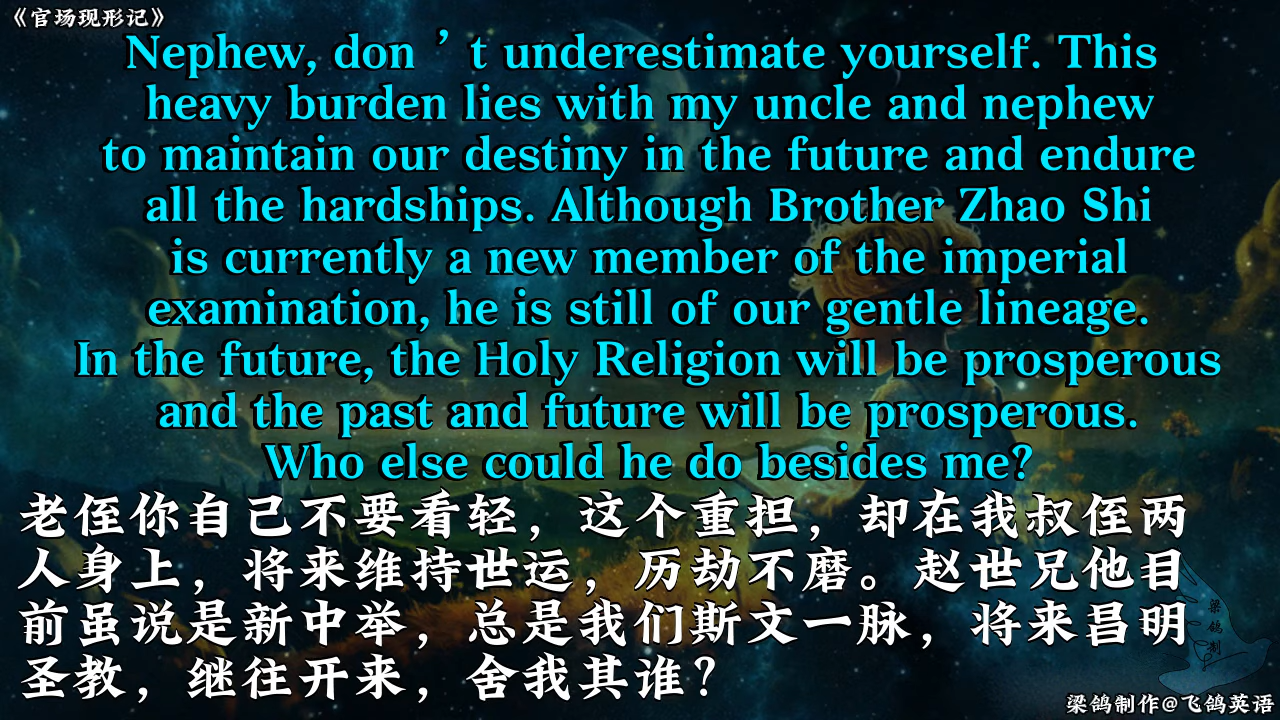 《官场现形记》
Nephew, don ’ t underestimate yourself. This
heavy burden lies with my uncle and nephew
to maintain our destiny in the future and endure
all the hardships. Although Brother Zhao Shi
is currently a new member of the imperial
examination, he is still of our gentle lineage.
In the future, the Holy Religion will be prosperous
and the past and future will be prosperous.
Who else could he do besides me?
老侄你自己不要看轻，这个重担，却在我叔侄两
人身上，将来维持世运，历劫不磨。赵世兄他目
前虽说是新中举，总是我们斯文一脉，将来昌明
圣教，继往开来，舍我其谁？
梁鸽制
梁鸽制作@飞鸽英语